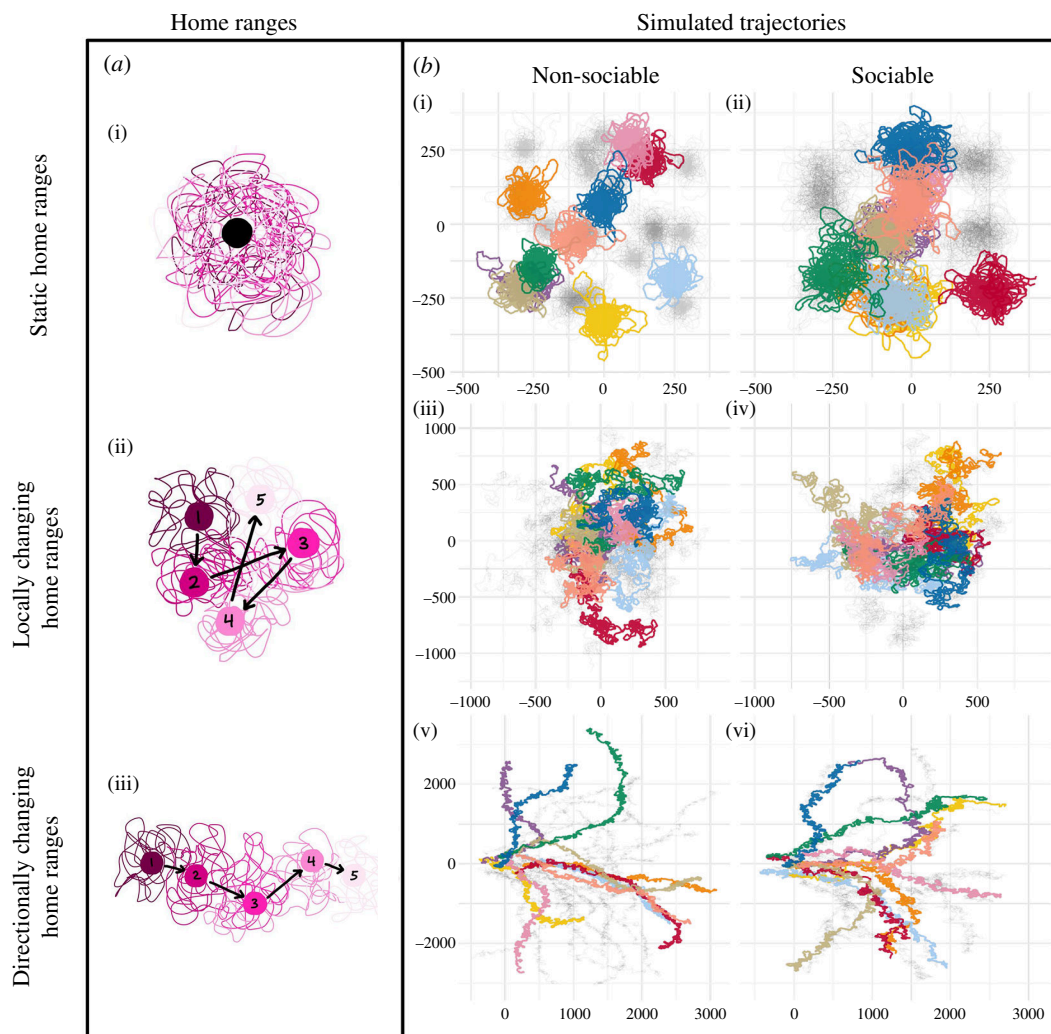 Home ranges
Simulated trajectories
(a)
(b)
Non-sociable
Sociable
Static home ranges
(i)
(i)
(ii)
250
0
–250
–500
–500
–250
0
250
–500
–250
0
250
Locally changing
home ranges
(ii)
1
2
3
4
5
(iii)
(iv)
1000
500
0
–500
–1000
–1000
–500
0
500
–1000
–500
0
500
Directionally changing
home ranges
(iii)
1
2
3
4
5
(v)
(vi)
2000
0
–2000
0
1000
2000
3000
0
1000
2000
3000